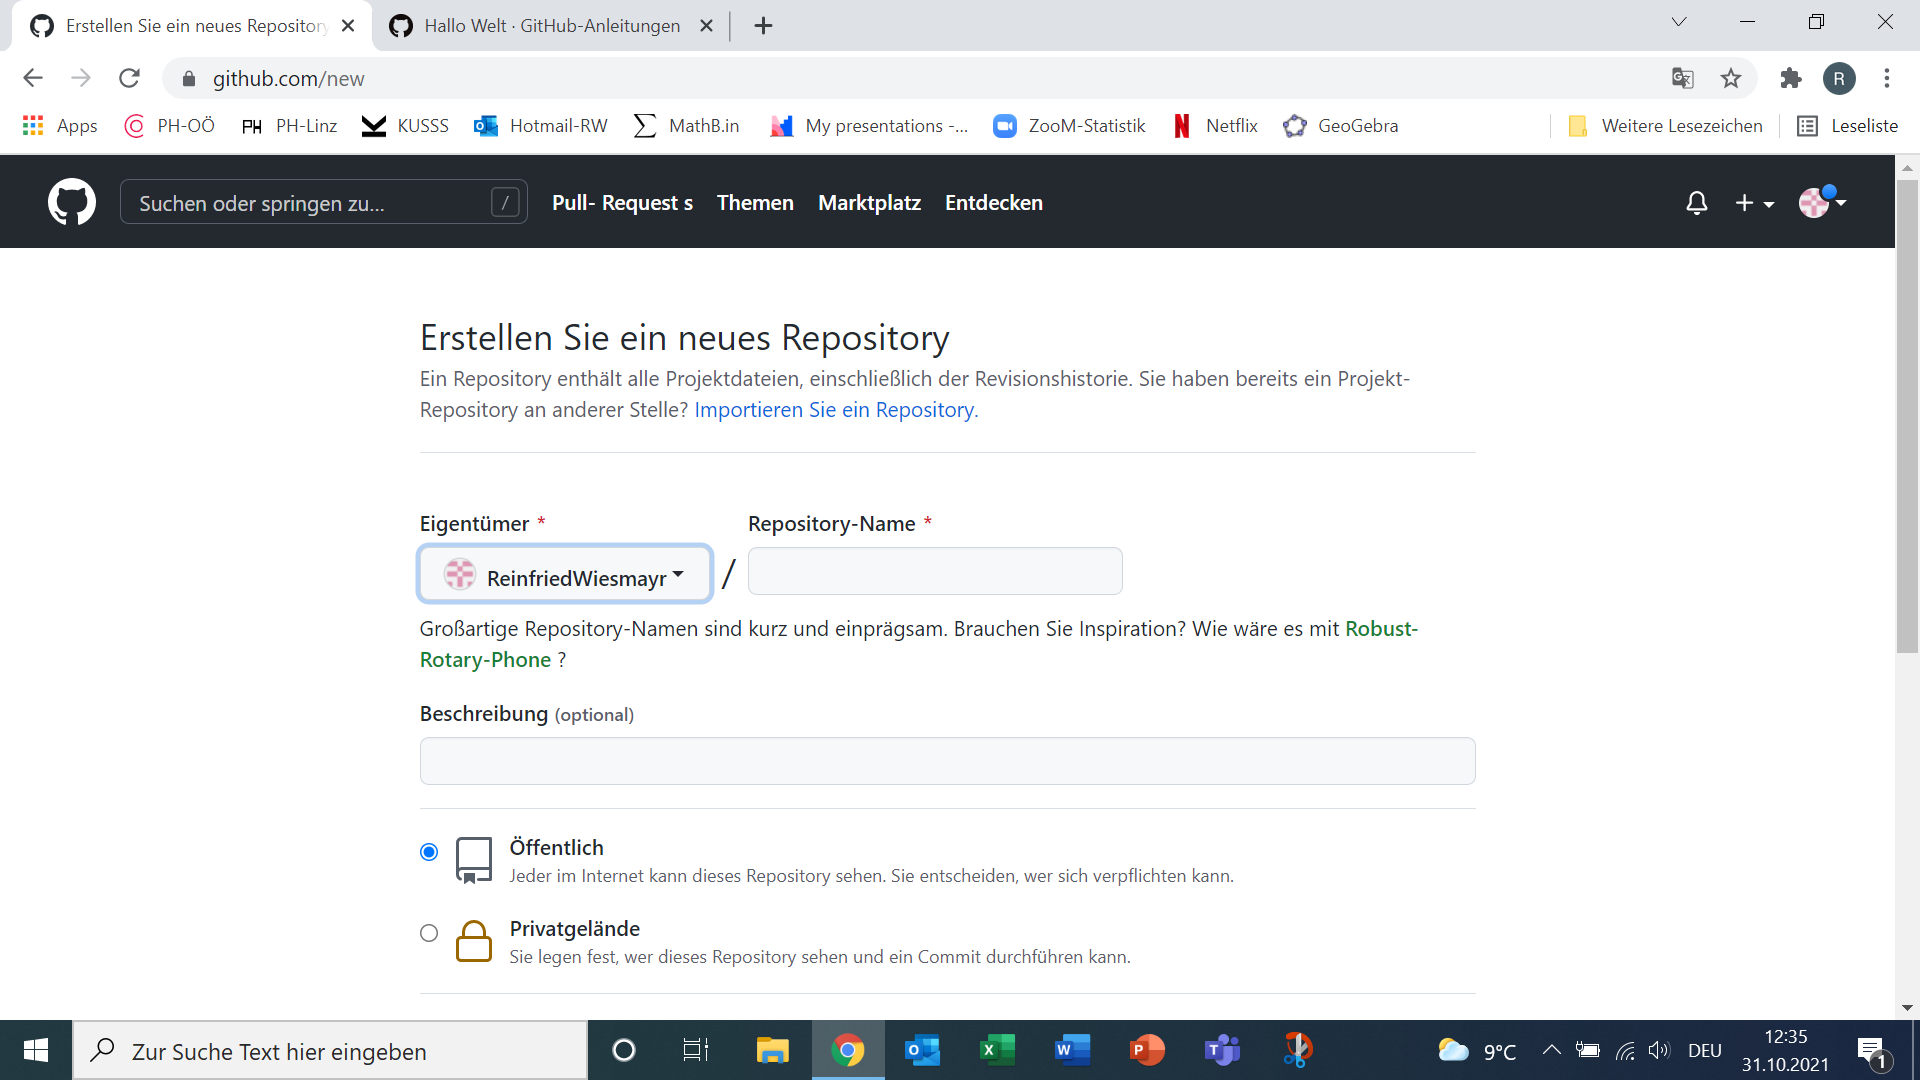 Erstellen Sie ein neues Repository
Hallo Welt · GitHub-Anleitungen
github.com/new
R
Apps
PH-OÖ
PH PH-Linz
KUSSS
Hotmail-RW
MathB.in
My presentations -...
ZooM-Statistik
Netflix
GeoGebra
Weitere Lesezeichen
Leseliste
Suchen oder springen zu... /
Pull- Request s
Themen
Marktplatz
Entdecken
Erstellen Sie ein neues Repository
Ein Repository enthält alle Projektdateien, einschließlich der Revisionshistorie. Sie haben bereits ein Projekt-
Repository an anderer Stelle? Importieren Sie ein Repository.
Eigentümer *
Repository-Name *
ReinfriedWiesmayr
/
Großartige Repository-Namen sind kurz und einprägsam. Brauchen Sie Inspiration? Wie wäre es mit Robust-
Rotary-Phone ?
Beschreibung (optional)
Öffentlich
Jeder im Internet kann dieses Repository sehen. Sie entscheiden, wer sich verpflichten kann.
Privatgelände
Sie legen fest, wer dieses Repository sehen und ein Commit durchführen kann.
Zur Suche Text hier eingeben
9°C
DEU
12:35
31.10.2021
1